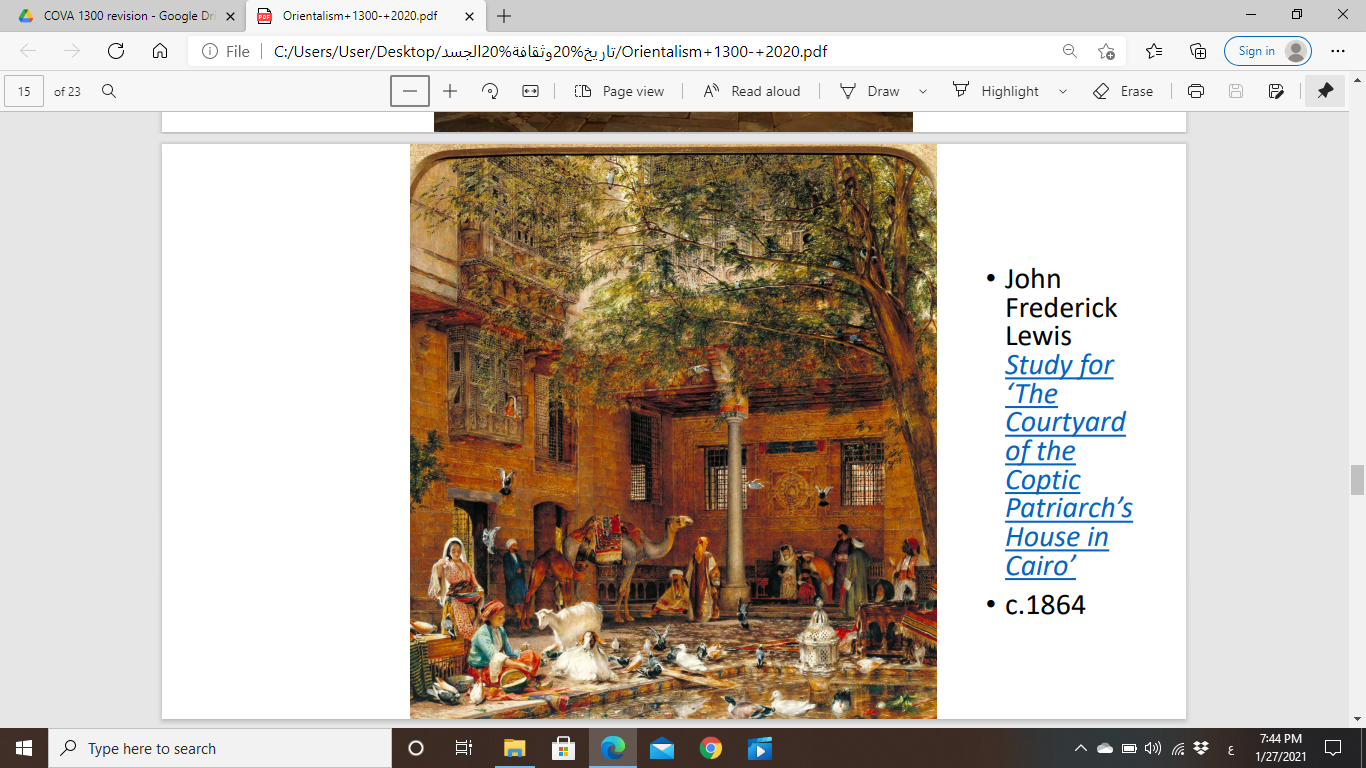 COVA 1300 revision - Google Dri
Orientalism+1300-+2020.pdf
File
C:/Users/User/Desktop/تاريخ%20وثقافة%20الجسد/Orientalism+1300-+2020.pdf
Sign in
15
of 23
Page view
Read aloud
Draw
Highlight
Erase
• John
Frederick
Lewis
Study for
‘The
Courtyard
of the
Coptic
Patriarch’s
House in
Cairo’
• c.1864
Type here to search
ع
7:44 PM
1/27/2021